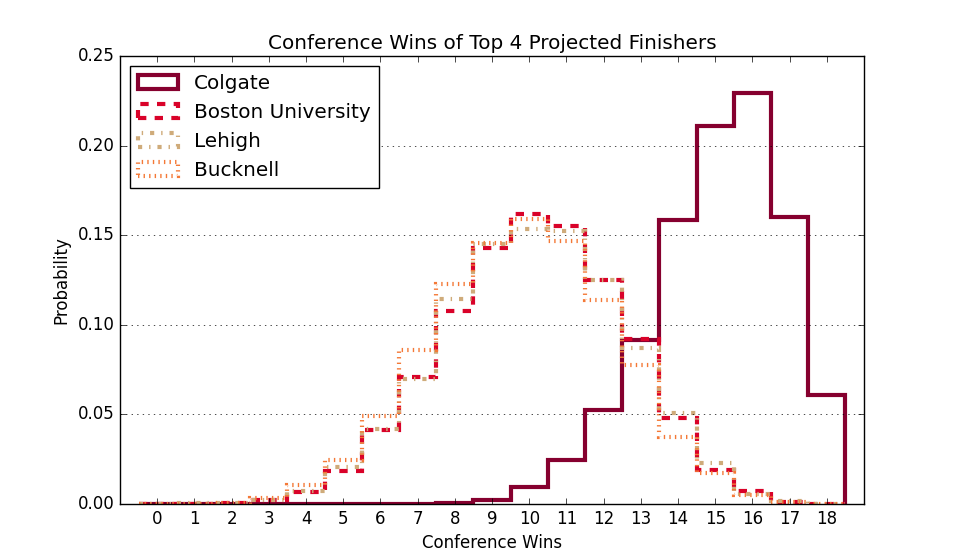 Conference Wins of Top 4 Projected Finishers
0.25
0.20
0.15
0.10
0.05
0.00
Probability
Colgate
Boston University
Lehigh
Bucknell
0 1 2 3 4 5 6 7 8 9 10 11 12 13 14 15 16 17 18
Conference Wins